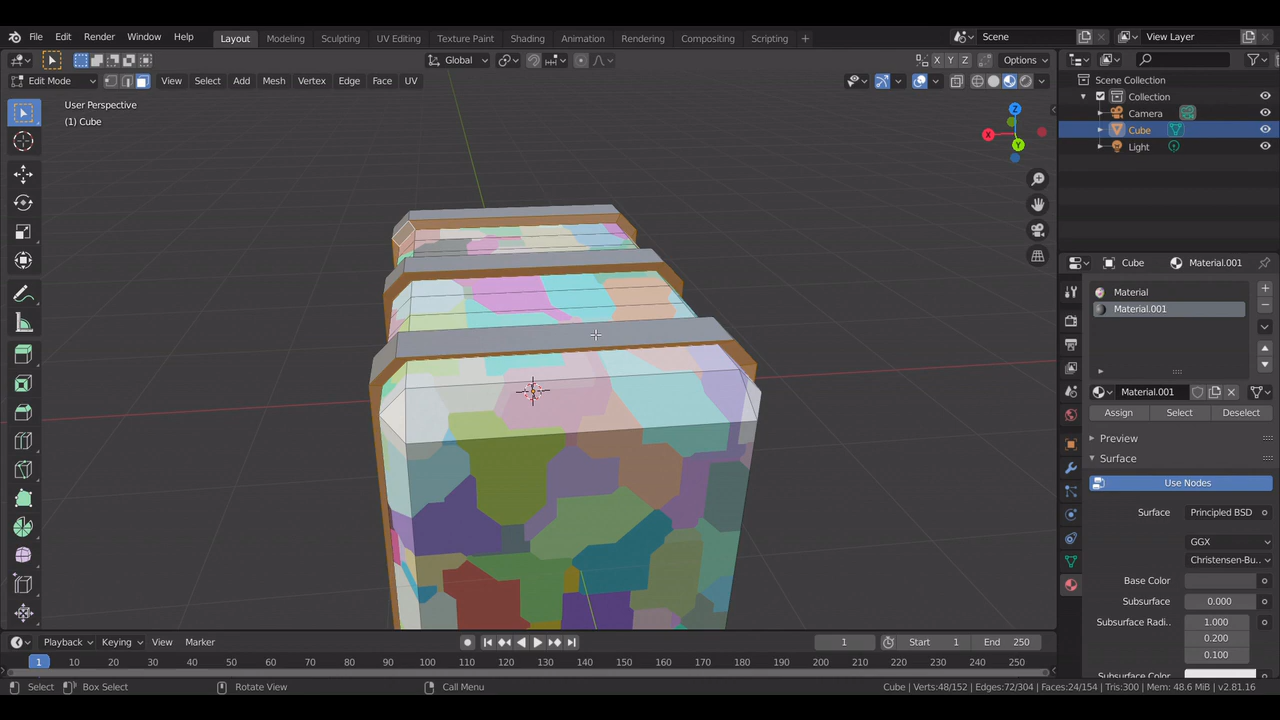 File Edit Render Window Help Layout Modeling Sculpting UV Editing Texture Paint Shading Animation Rendering Compositing Scripting + Scene View Layer
Global X Y Z Options
Edit Mode View Select Add Mesh Vertex Edge Face UV
Scene Collection
Collection
Camera
Cube
Light
User Perspective
(1) Cube
Z
X
Y
Cube Material.001
Material
Material.001
Material.001
Assign Select Deselect
Preview
Surface
Use Nodes
Surface Principled BSD
GGX
Christensen-Bu..
Base Color
Subsurface 0.000
Subsurface Radi.. 1.000
0.200
0.100
Subsurface Color
Playback Keying View Marker 1 Start 1 End 250
1 10 20 30 40 50 60 70 80 90 100 110 120 130 140 150 160 170 180 190 200 210 220 230 240 250
Select Box Select Rotate View Call Menu Cube | Verts:48/152 | Edges:72/304 | Faces:24/154 | Tris:300 | Mem: 48.6 MiB | v2.81.16